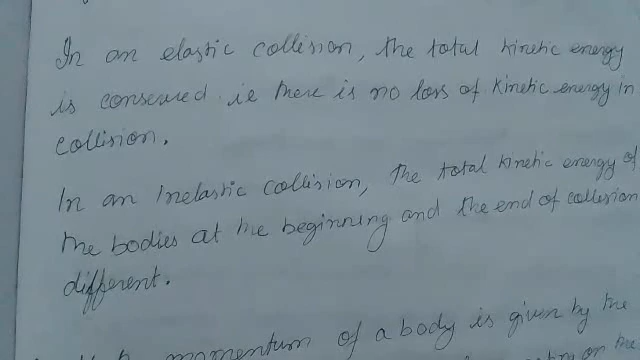 In an elastic collision, the total kinetic energy
is conserved. ie there is no loss of kinetic energy in
collision.
In an Inelastic collision, the total kinetic energy of
the bodies at the beginning and the end of collision
different.
momentum of a body is given by the
on the